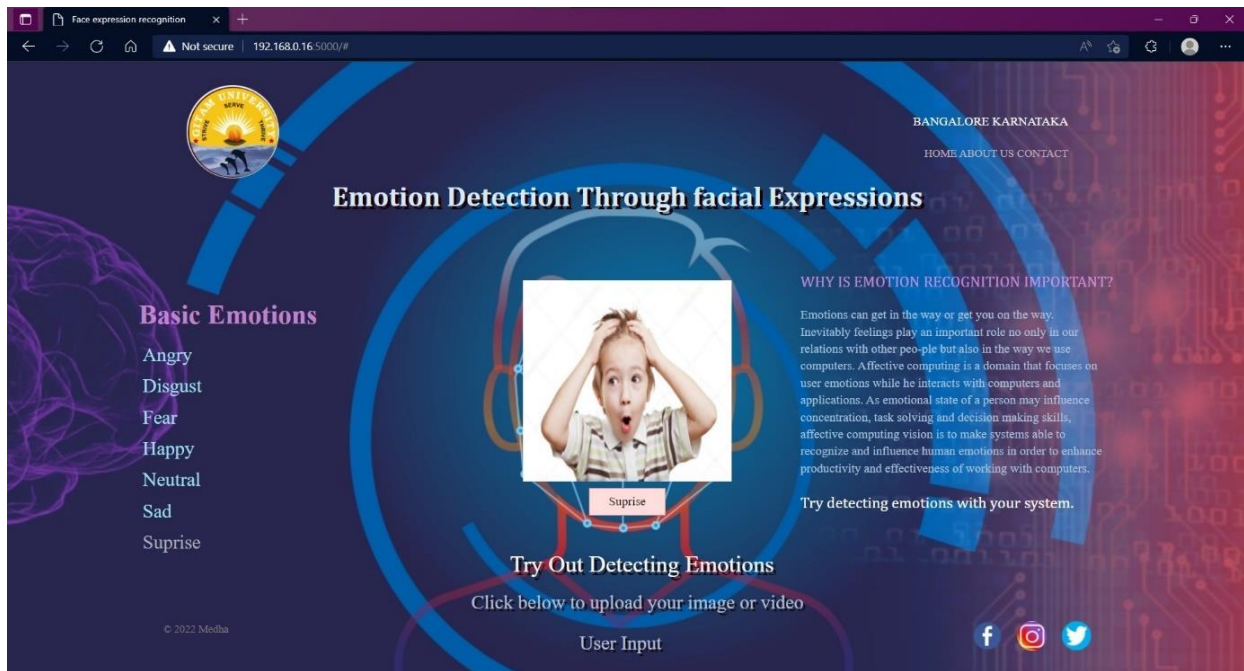 Face expression recognition
Not secure 192.168.0.16:5000/#
GITAM UNIVERSITY
SERVE
STRIVE
THRIVE
BANGALORE KARNATAKA
HOME ABOUT US CONTACT
Emotion Detection Through facial Expressions
Basic Emotions
Angry
Disgust
Fear
Happy
Neutral
Sad
Suprise
© 2022 Medha
Suprise
Try Out Detecting Emotions
Click below to upload your image or video
User Input
WHY IS EMOTION RECOGNITION IMPORTANT?
Emotions can get in the way or get you on the way.
Inevitably feelings play an important role no only in our
relations with other peo-ple but also in the way we use
computers. Affective computing is a domain that focuses on
user emotions while he interacts with computers and
applications. As emotional state of a person may influence
concentration, task solving and decision making skills,
affective computing vision is to make systems able to
recognize and influence human emotions in order to enhance
productivity and effectiveness of working with computers.
Try detecting emotions with your system.